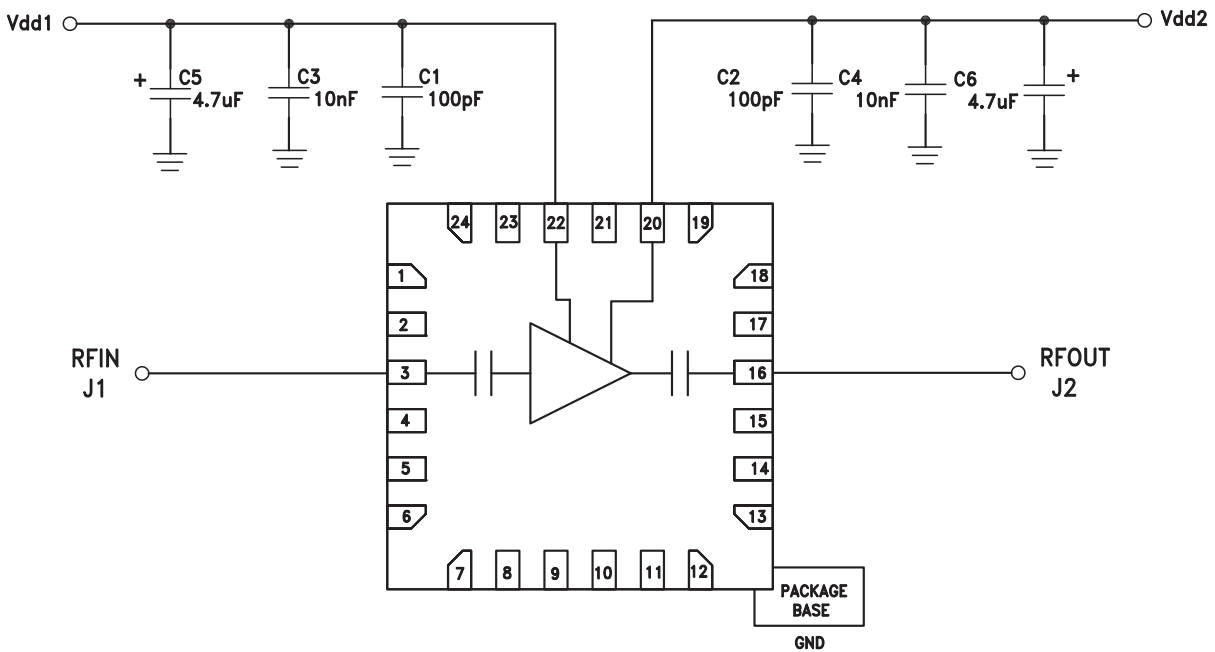 Vdd1
Vdd2
+ C5
4.7uF
C3
10nF
C1
100pF
C2
100pF
C4
10nF
C6
4.7uF
+
24 23 22 21 20 19
1
2
3
4
5
6
18
17
16
15
14
13
7 8 9 10 11 12
RFIN
J1
RFOUT
J2
PACKAGE
BASE
GND